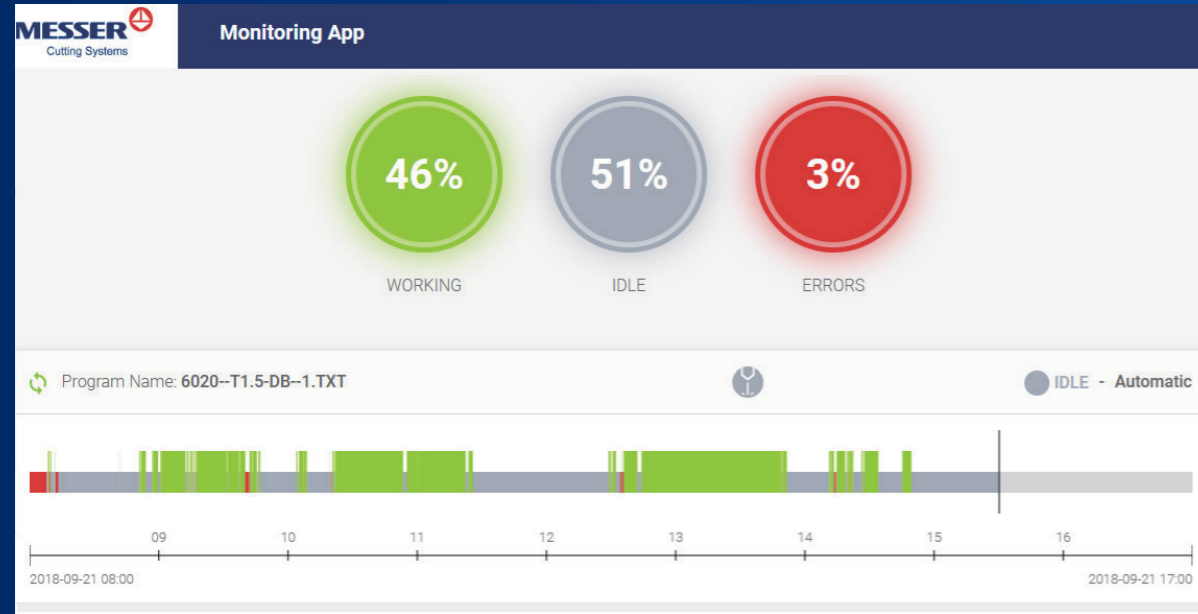 MESSER
Cutting Systems
Monitoring App
46%
51%
3%
WORKING
IDLE
ERRORS
Program Name: 6020--T1.5-DB--1.TXT
IDLE - Automatic
09 10 11 12 13 14 15 16
2018-09-21 08:00
2018-09-21 17:00